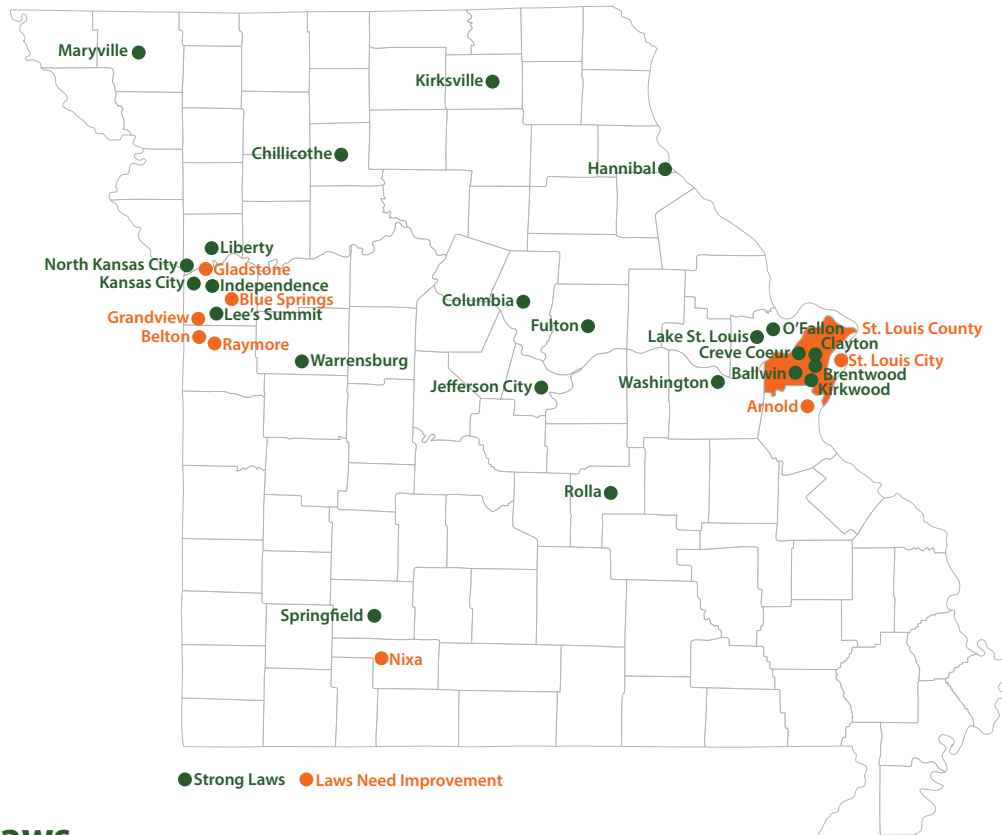 Maryville
Kirksville
Chillicothe
Hannibal
Liberty
North Kansas City
Gladstone
Kansas City
Independence
Blue Springs
Lee's Summit
Grandview
Belton
Raymore
Warrensburg
Columbia
Fulton
Jefferson City
Lake St. Louis
O'Fallon
St. Louis County
Clayton
Creve Coeur
St. Louis City
Ballwin
Brentwood
Washington
Kirkwood
Arnold
Rolla
Springfield
Nixa
Strong Laws
Laws Need Improvement